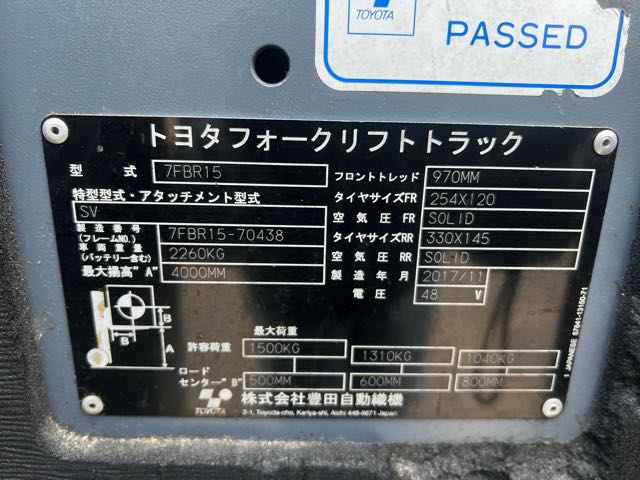 TOYOTA
PASSED
トヨタフォークリフトトラック
型式 7FBR15
フロントトレッド 970MM
特型型式・アタッチメント型式
SV
タイヤサイズFR 254X120
空気圧FR SOLID
製造番号
(フレームNO.) 7FBR15-70438
タイヤサイズRR 330X145
車両重量
(バッテリー含む) 2260KG
空気圧RR SOLID
最大揚高"A" 4000MM
製造年月 2017/11
電圧 48 V
B
B
A
最大荷重
許容荷重 1500KG 1310KG 1040KG
ロード
センター"B" 500MM 600MM 800MM
TOYOTA
株式会社豊田自動織機
2-1, Toyoda-cho, Kariya-shi, Aichi 448-8671 Japan
1 JAPANESE 57641-13150-71